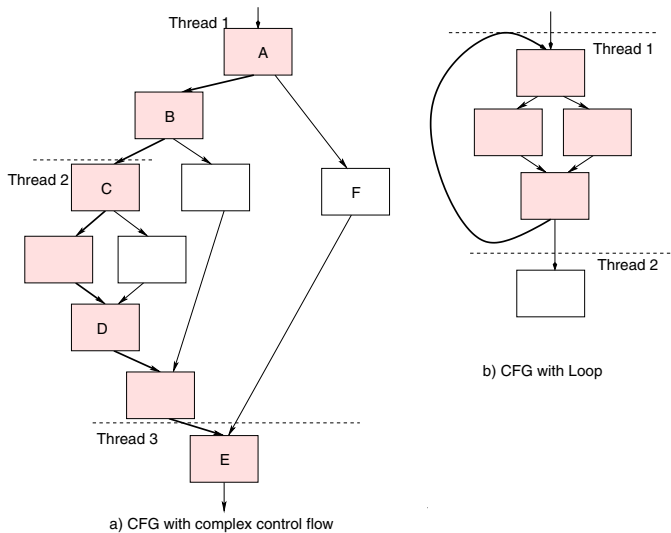 Thread 1
A
B
Thread 2
C
F
D
Thread 3
E
a) CFG with complex control flow
Thread 1
Thread 2
b) CFG with Loop